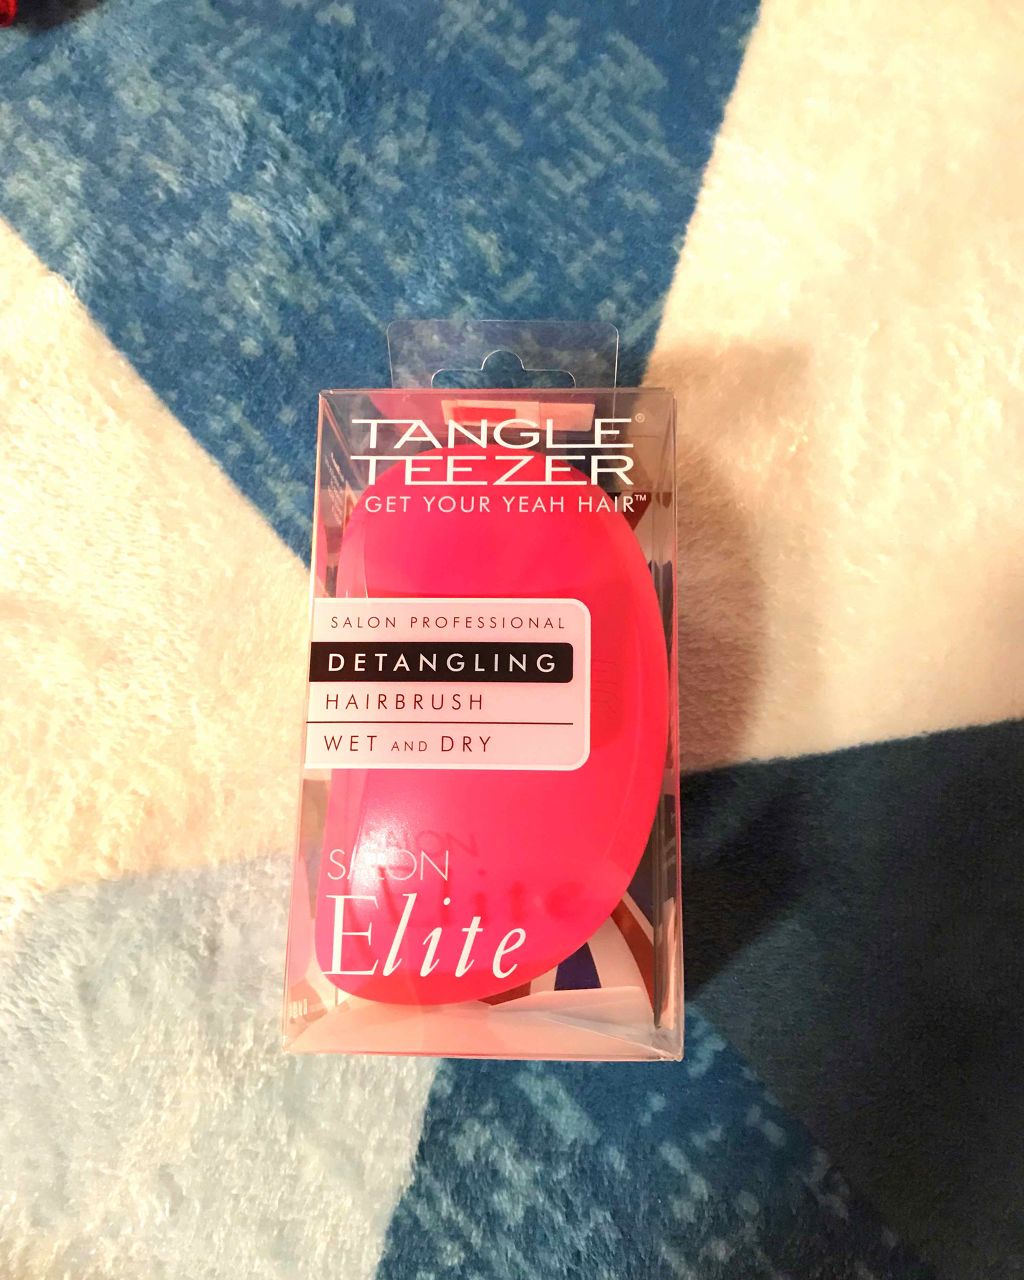 TANGLE®
TEEZER
GET YOUR YEAH HAIR™
SALON PROFESSIONAL
DETANGLING
HAIRBRUSH
WET AND DRY
SALON
Elite